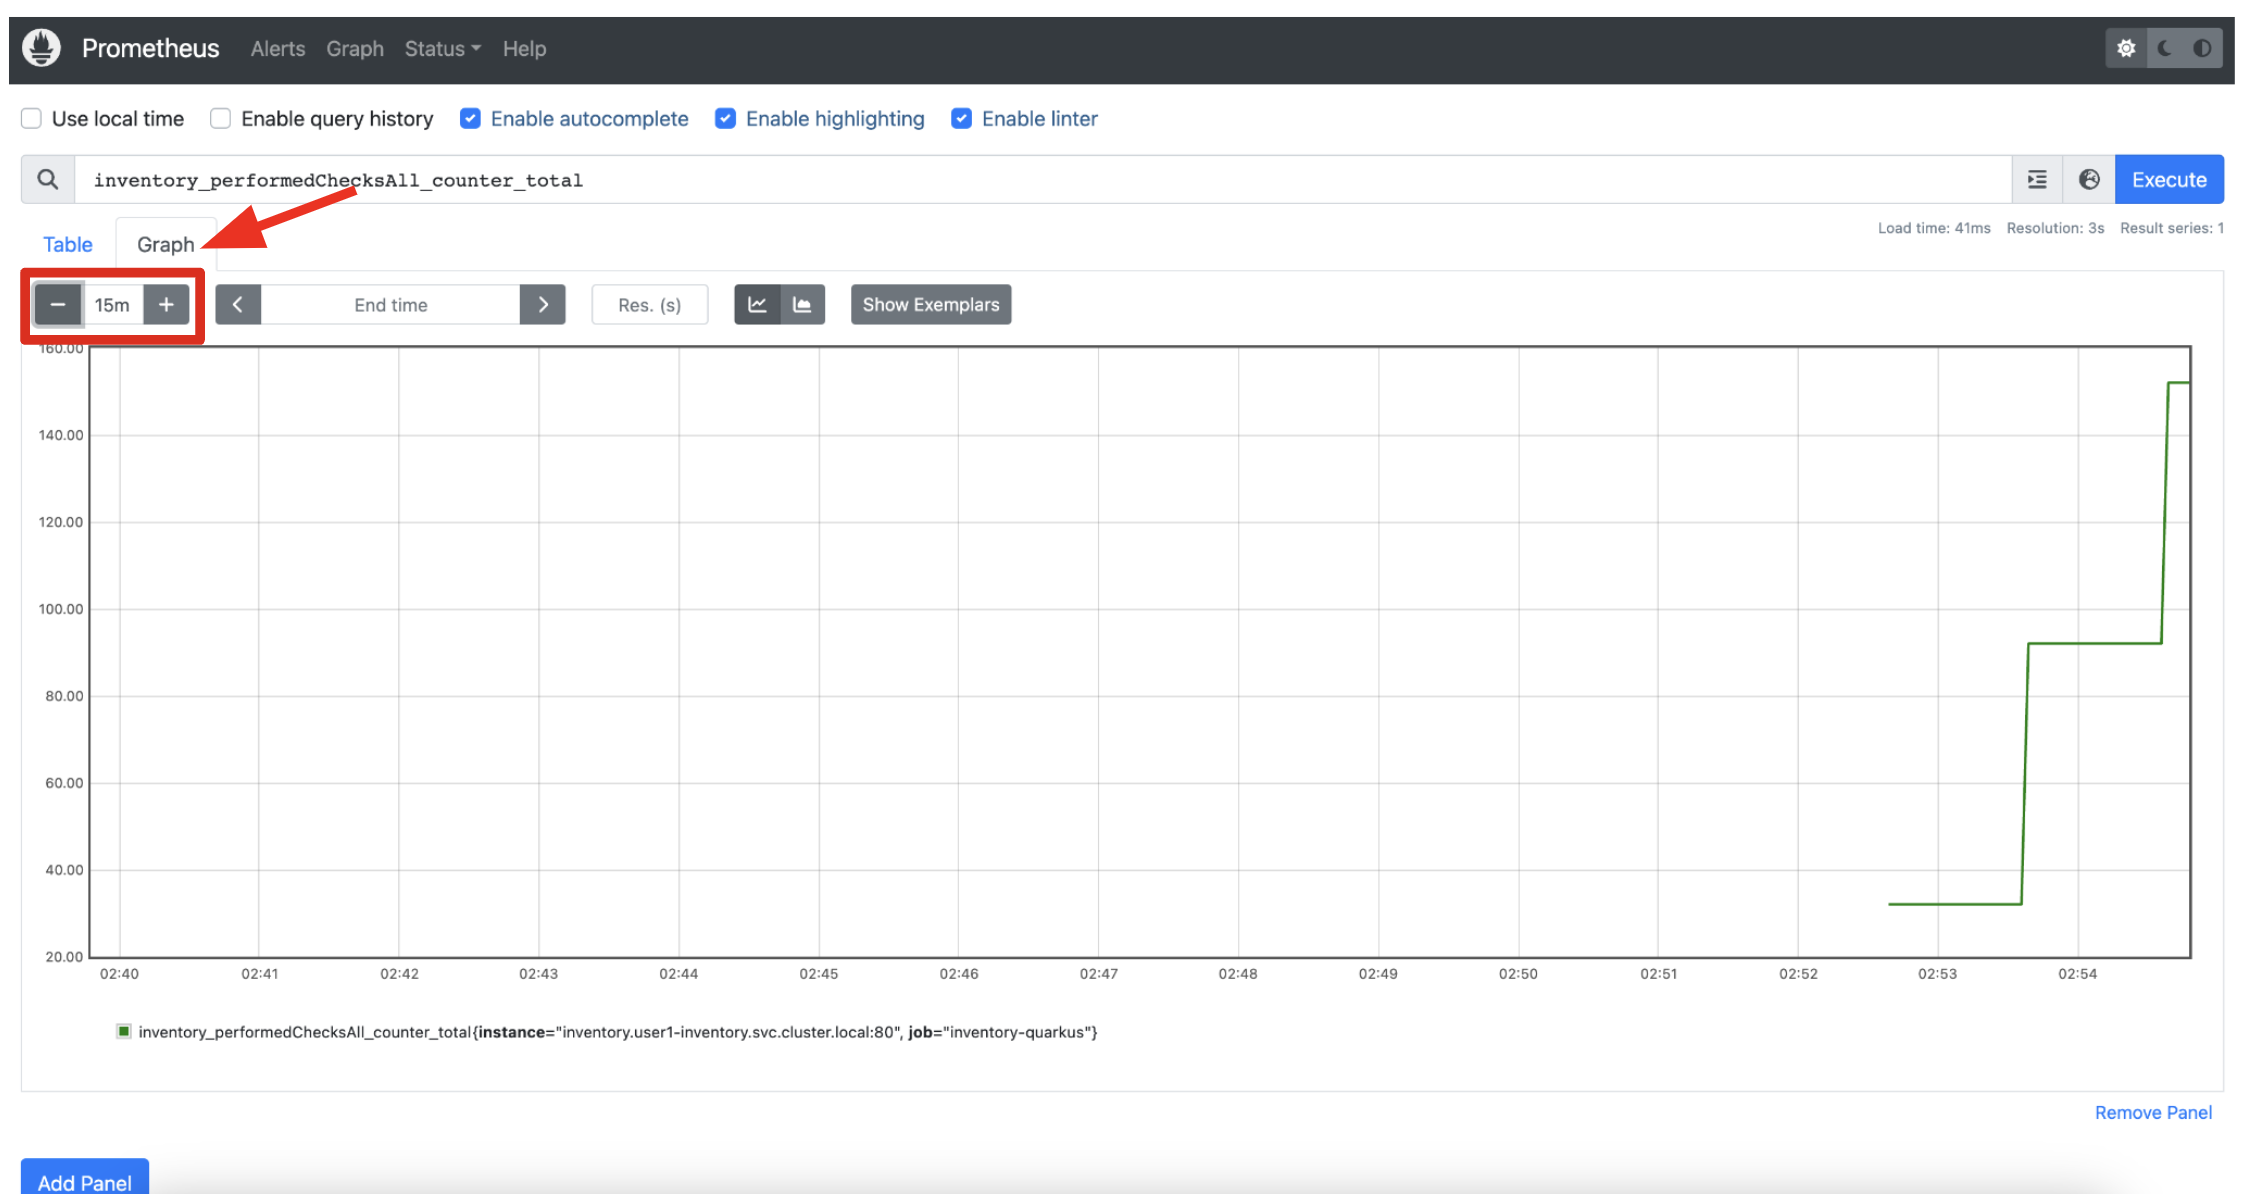 Prometheus Alerts Graph Status Help
Use local time Enable query history Enable autocomplete Enable highlighting Enable linter
inventory_performedChecksAll_counter_total Execute
Load time: 41ms Resolution: 3s Result series: 1
Table Graph
− 15m + End time Res. (s) Show Exemplars
160.00
140.00
120.00
100.00
80.00
60.00
40.00
20.00
02:40 02:41 02:42 02:43 02:44 02:45 02:46 02:47 02:48 02:49 02:50 02:51 02:52 02:53 02:54
inventory_performedChecksAll_counter_total{instance="inventory.user1-inventory.svc.cluster.local:80", job="inventory-quarkus"}
Remove Panel
Add Panel